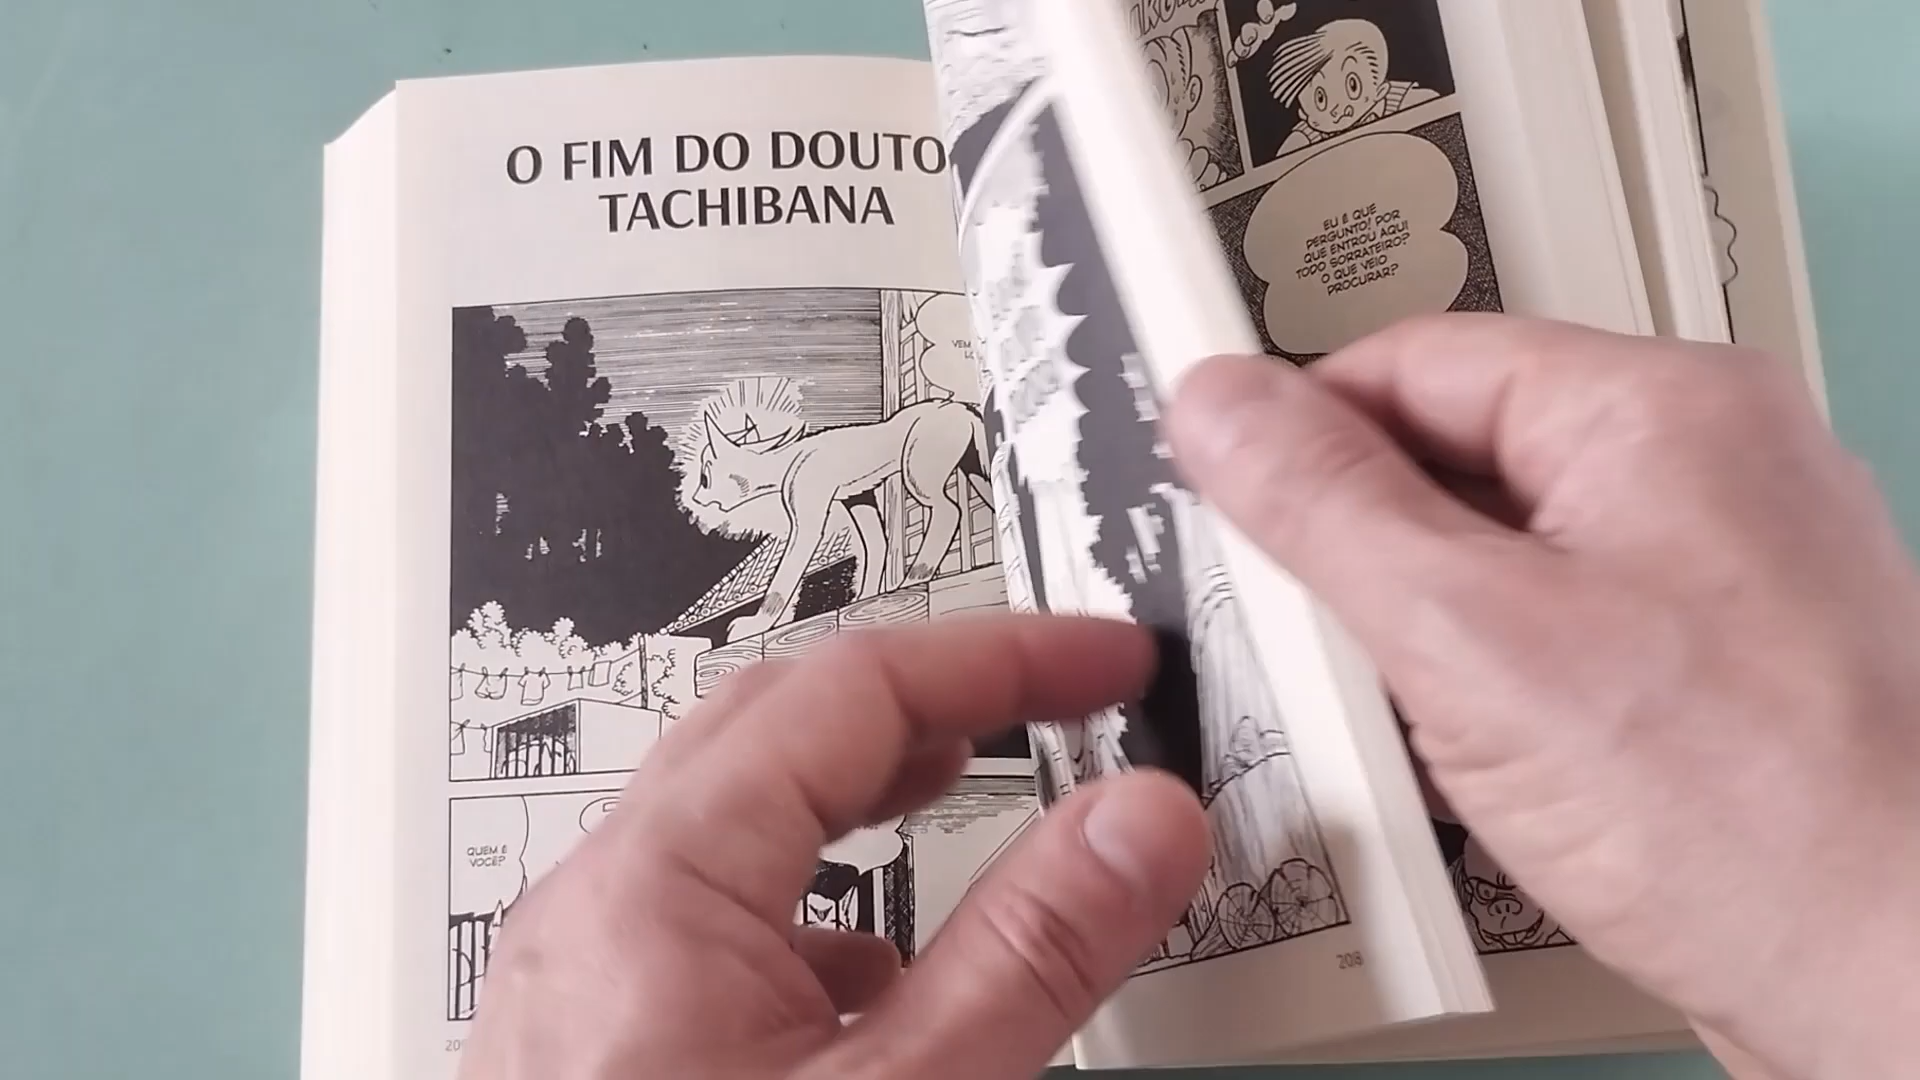 O FIM DO DOUTO
TACHIBANA
VEM
QUEM É
VOCÊ?
EU É QUE
PERGUNTO! POR
QUE ENTROU AQUI
TODO SORRATEIRO?
O QUE VEIO
PROCURAR?
208